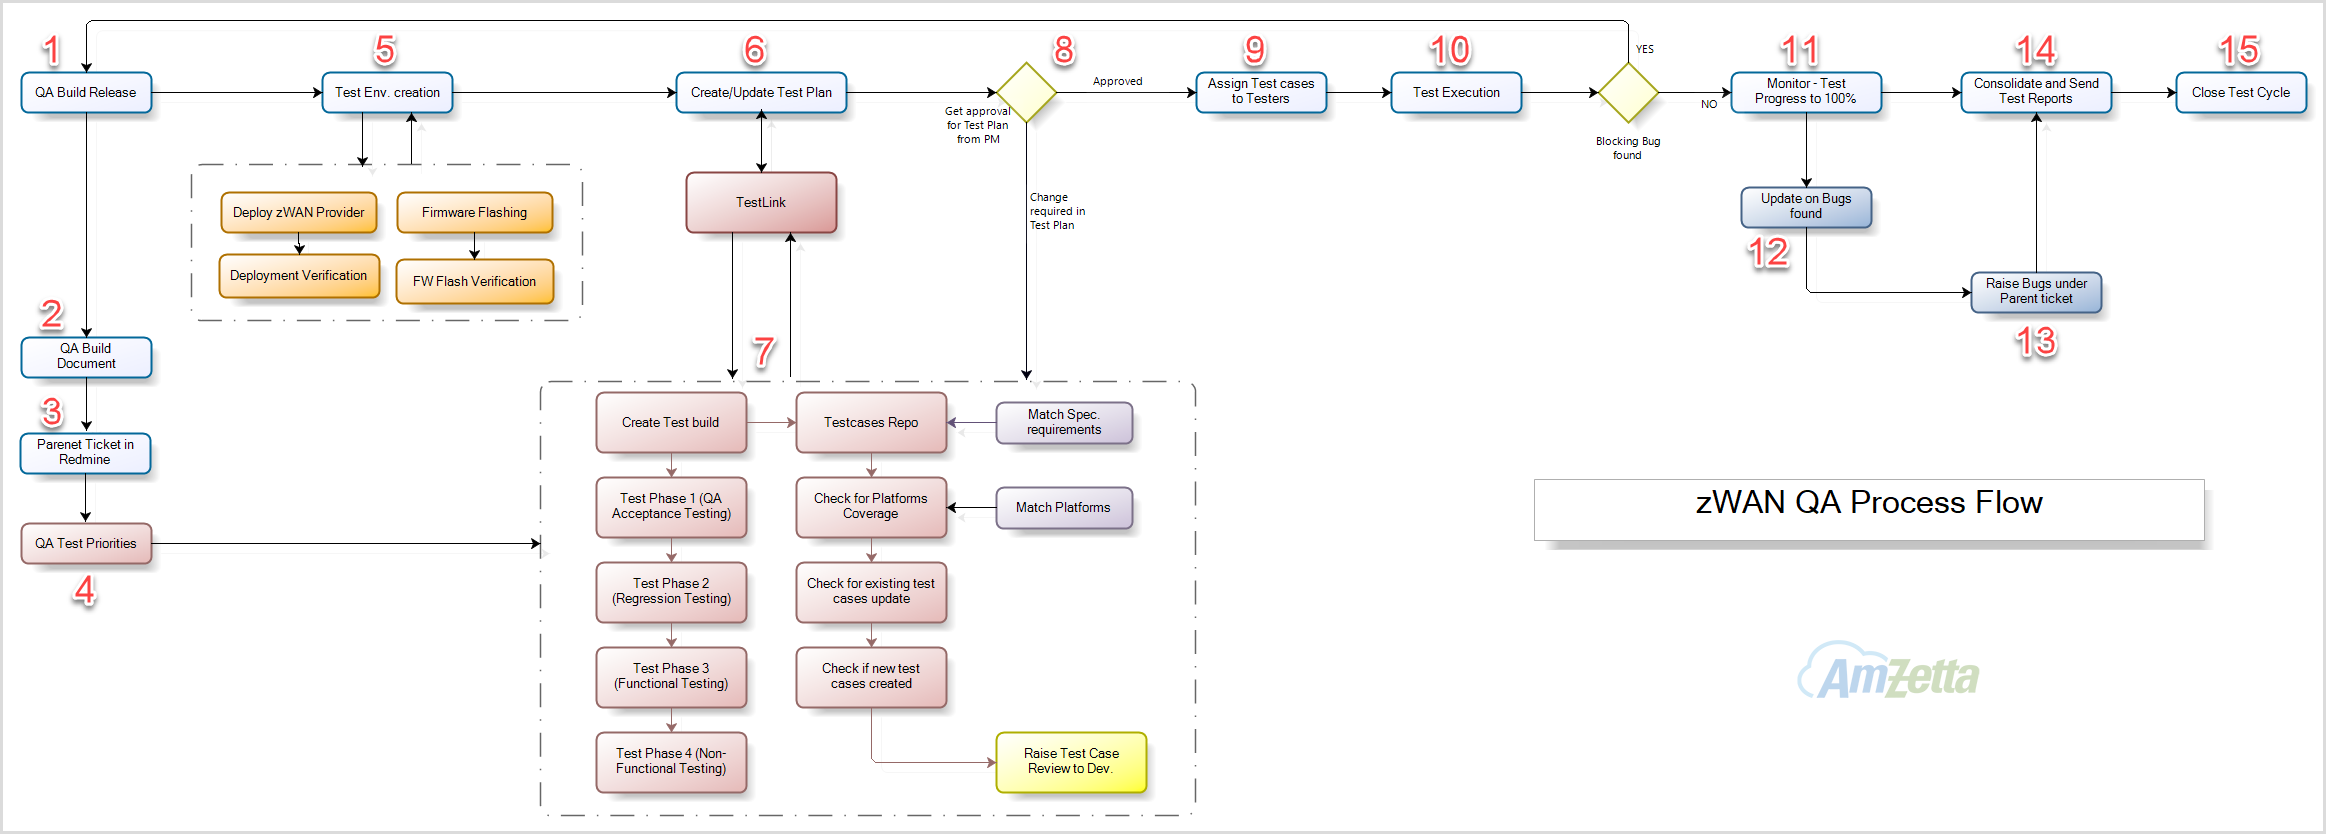 1
5
6
8
9
10
11
14
15
YES
QA Build Release
Test Env. creation
Create/Update Test Plan
Approved
Assign Test cases
to Testers
Test Execution
NO
Monitor - Test
Progress to 100%
Consolidate and Send
Test Reports
Close Test Cycle
Get approval
for Test Plan
from PM
Blocking Bug
found
Deploy zWAN Provider
Firmware Flashing
TestLink
Change
required in
Test Plan
Update on Bugs
found
12
Deployment Verification
FW Flash Verification
Raise Bugs under
Parent ticket
13
2
QA Build
Document
7
3
Parenet Ticket in
Redmine
QA Test Priorities
4
Create Test build
Testcases Repo
Match Spec.
requirements
Test Phase 1 (QA
Acceptance Testing)
Check for Platforms
Coverage
Match Platforms
Test Phase 2
(Regression Testing)
Check for existing test
cases update
Test Phase 3
(Functional Testing)
Check if new test
cases created
Test Phase 4 (Non-
Functional Testing)
Raise Test Case
Review to Dev.
zWAN QA Process Flow
AmZetta